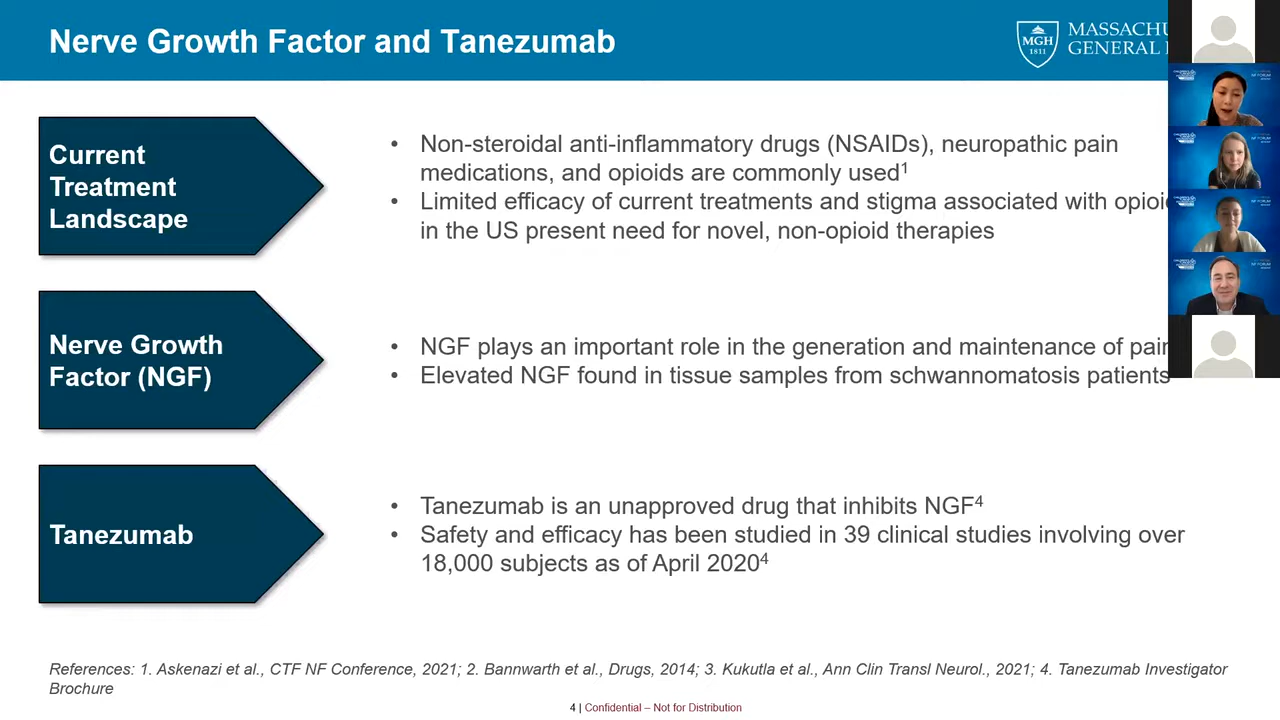 Nerve Growth Factor and Tanezumab
MGH
1811
GENERAL
Current
Treatment
Landscape
• Non-steroidal anti-inflammatory drugs (NSAIDs), neuropathic pain
medications, and opioids are commonly used1
• Limited efficacy of current treatments and stigma associated with
in the US present need for novel, non-opioid therapies
Nerve Growth
Factor (NGF)
• NGF plays an important role in the generation and maintenance of
• Elevated NGF found in tissue samples from schwannomatosis patients
Tanezumab
• Tanezumab is an unapproved drug that inhibits NGF4
• Safety and efficacy has been studied in 39 clinical studies involving over
18,000 subjects as of April 20204
References: 1. Askenazi et al., CTF NF Conference, 2021; 2. Bannwarth et al., Drugs, 2014; 3. Kukutla et al., Ann Clin Transl Neurol., 2021; 4. Tanezumab Investigator
Brochure
4 | Confidential – Not for Distribution